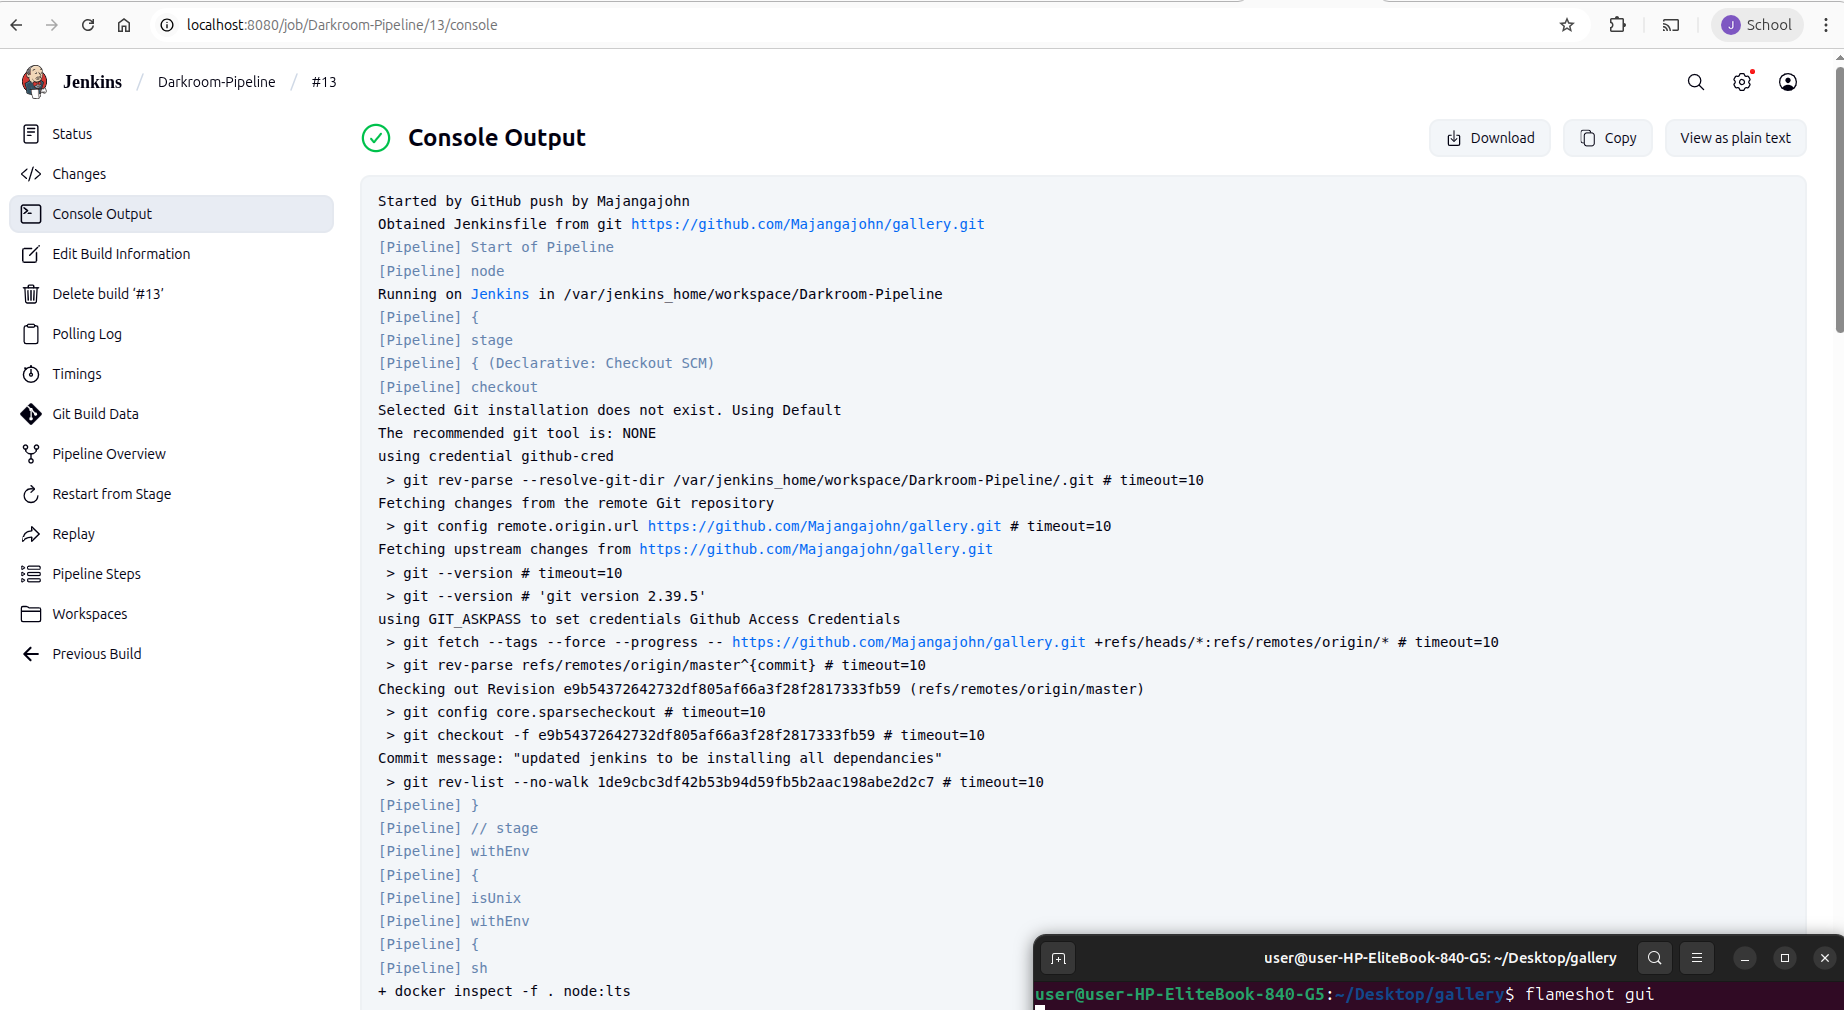 localhost:8080/job/Darkroom-Pipeline/13/console
J School
Jenkins / Darkroom-Pipeline / #13
Status
Changes
Console Output
Edit Build Information
Delete build ‘#13’
Polling Log
Timings
Git Build Data
Pipeline Overview
Restart from Stage
Replay
Pipeline Steps
Workspaces
Previous Build
Console Output
Download
Copy
View as plain text
Started by GitHub push by Majangajohn
Obtained Jenkinsfile from git https://github.com/Majangajohn/gallery.git
[Pipeline] Start of Pipeline
[Pipeline] node
Running on Jenkins in /var/jenkins_home/workspace/Darkroom-Pipeline
[Pipeline] {
[Pipeline] stage
[Pipeline] { (Declarative: Checkout SCM)
[Pipeline] checkout
Selected Git installation does not exist. Using Default
The recommended git tool is: NONE
using credential github-cred
 > git rev-parse --resolve-git-dir /var/jenkins_home/workspace/Darkroom-Pipeline/.git # timeout=10
Fetching changes from the remote Git repository
 > git config remote.origin.url https://github.com/Majangajohn/gallery.git # timeout=10
Fetching upstream changes from https://github.com/Majangajohn/gallery.git
 > git --version # timeout=10
 > git --version # 'git version 2.39.5'
using GIT_ASKPASS to set credentials Github Access Credentials
 > git fetch --tags --force --progress -- https://github.com/Majangajohn/gallery.git +refs/heads/*:refs/remotes/origin/* # timeout=10
 > git rev-parse refs/remotes/origin/master^{commit} # timeout=10
Checking out Revision e9b54372642732df805af66a3f28f2817333fb59 (refs/remotes/origin/master)
 > git config core.sparsecheckout # timeout=10
 > git checkout -f e9b54372642732df805af66a3f28f2817333fb59 # timeout=10
Commit message: "updated jenkins to be installing all dependancies"
 > git rev-list --no-walk 1de9cbc3df42b53b94d59fb5b2aac198abe2d2c7 # timeout=10
[Pipeline] }
[Pipeline] // stage
[Pipeline] withEnv
[Pipeline] {
[Pipeline] isUnix
[Pipeline] withEnv
[Pipeline] {
[Pipeline] sh
+ docker inspect -f . node:lts
user@user-HP-EliteBook-840-G5: ~/Desktop/gallery
user@user-HP-EliteBook-840-G5:~/Desktop/gallery$ flameshot gui